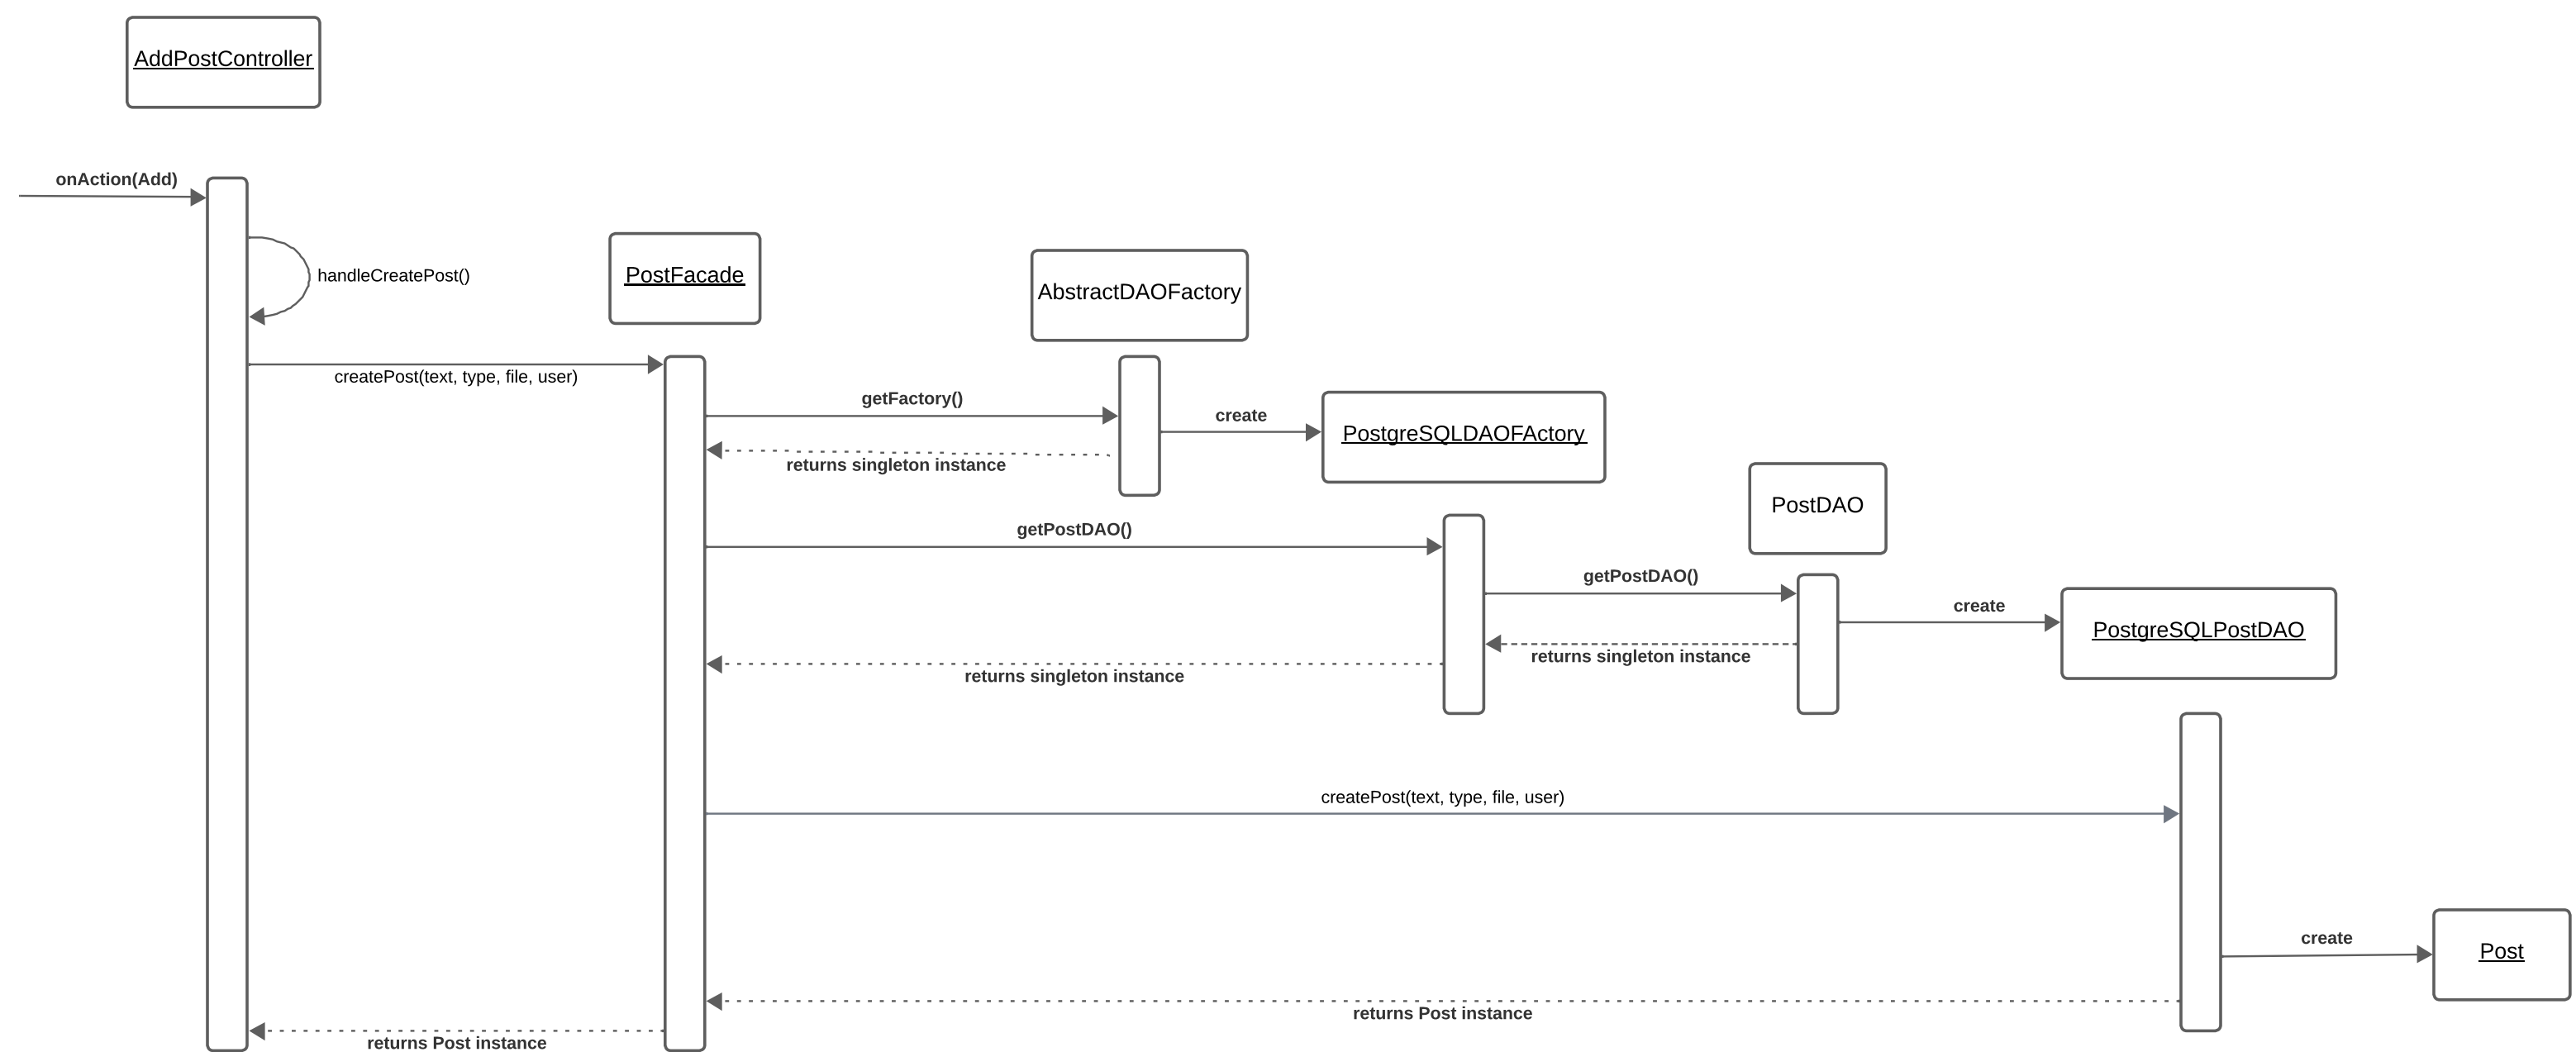 AddPostController
onAction(Add)
handleCreatePost()
PostFacade
AbstractDAOFactory
createPost(text, type, file, user)
getFactory()
create
PostgreSQLDAOFActory
returns singleton instance
PostDAO
getPostDAO()
getPostDAO()
create
PostgreSQLPostDAO
returns singleton instance
returns singleton instance
createPost(text, type, file, user)
create
Post
returns Post instance
returns Post instance